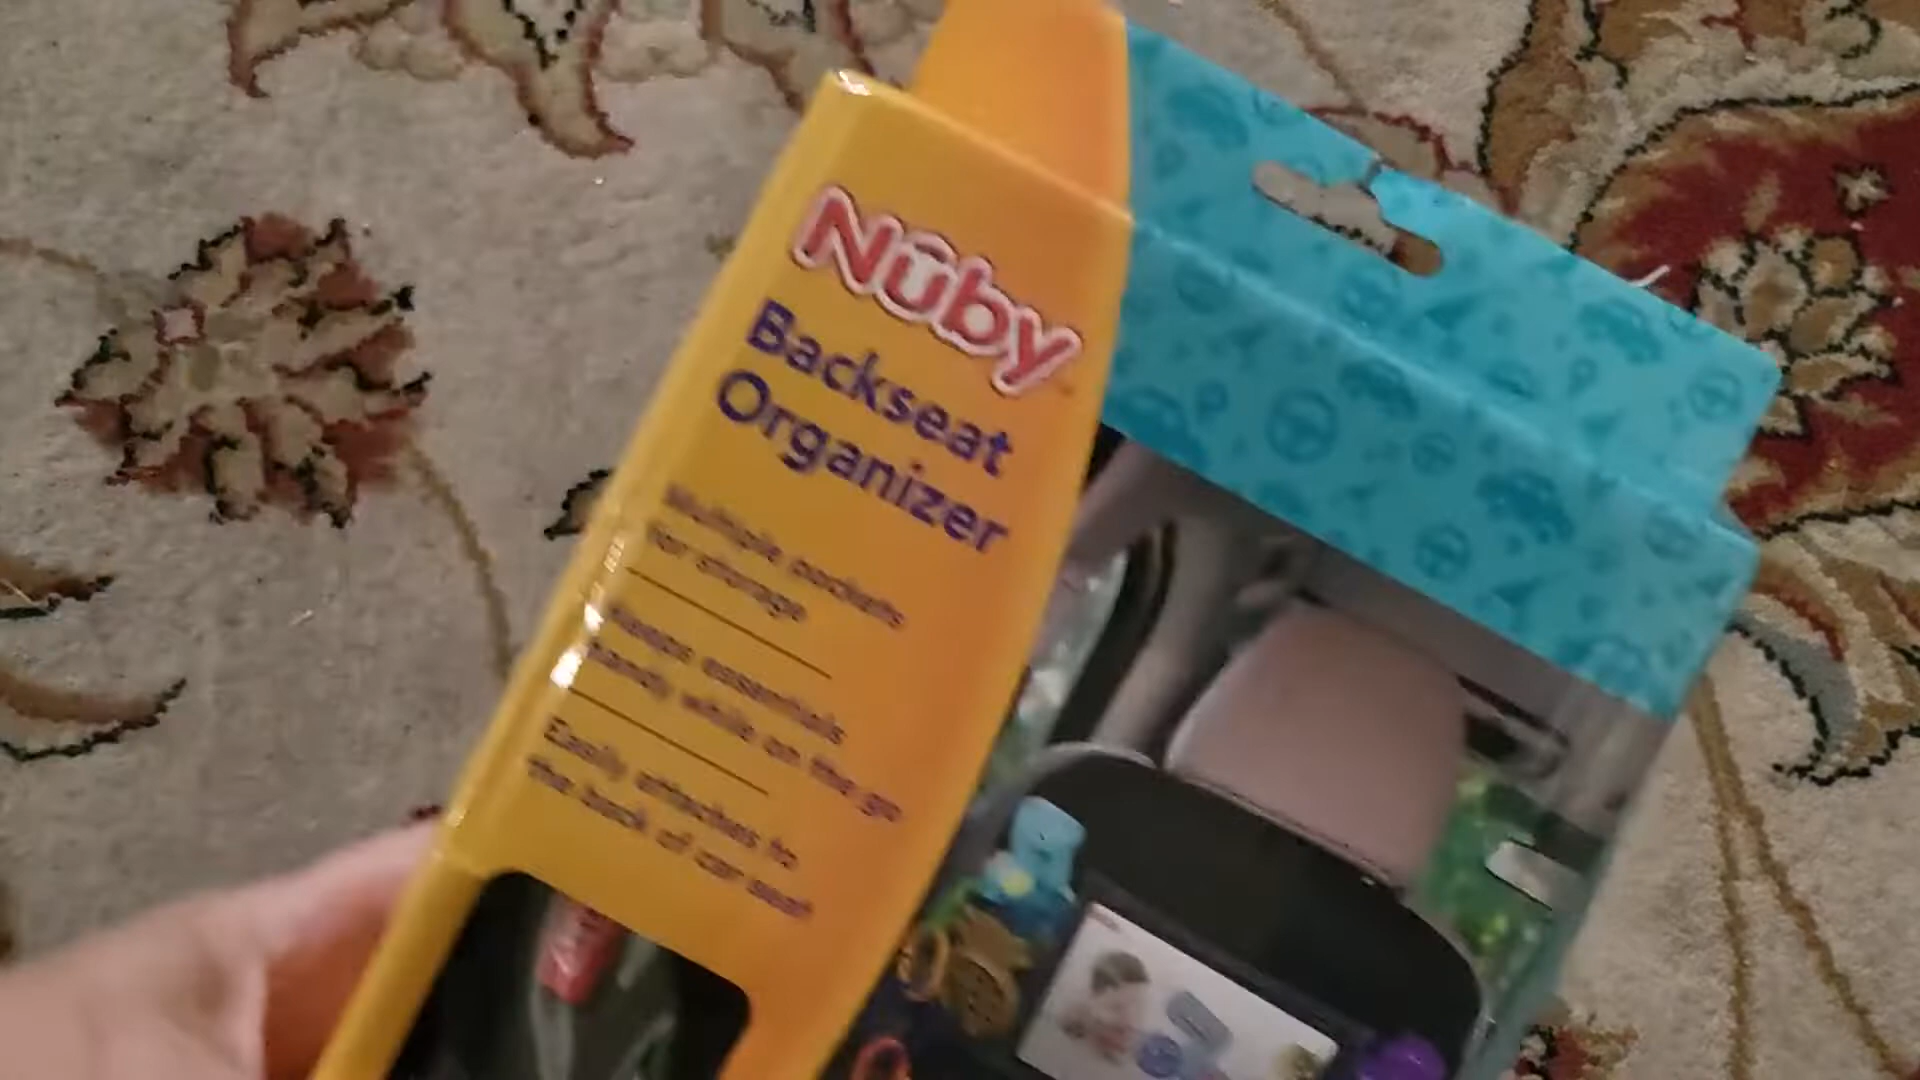 Nûby
Backseat
Organizer
Multiple pockets
for storage
Keeps essentials
handy while on the go
Easily attaches to
the back of car seat